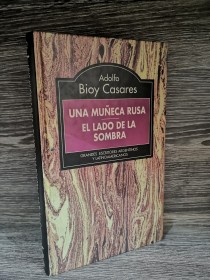 Adolfo
Bioy Casares
UNA MUÑECA RUSA
EL LADO DE LA
SOMBRA
GRANDES ESCRITORES ARGENTINOS
Y LATINOAMERICANOS